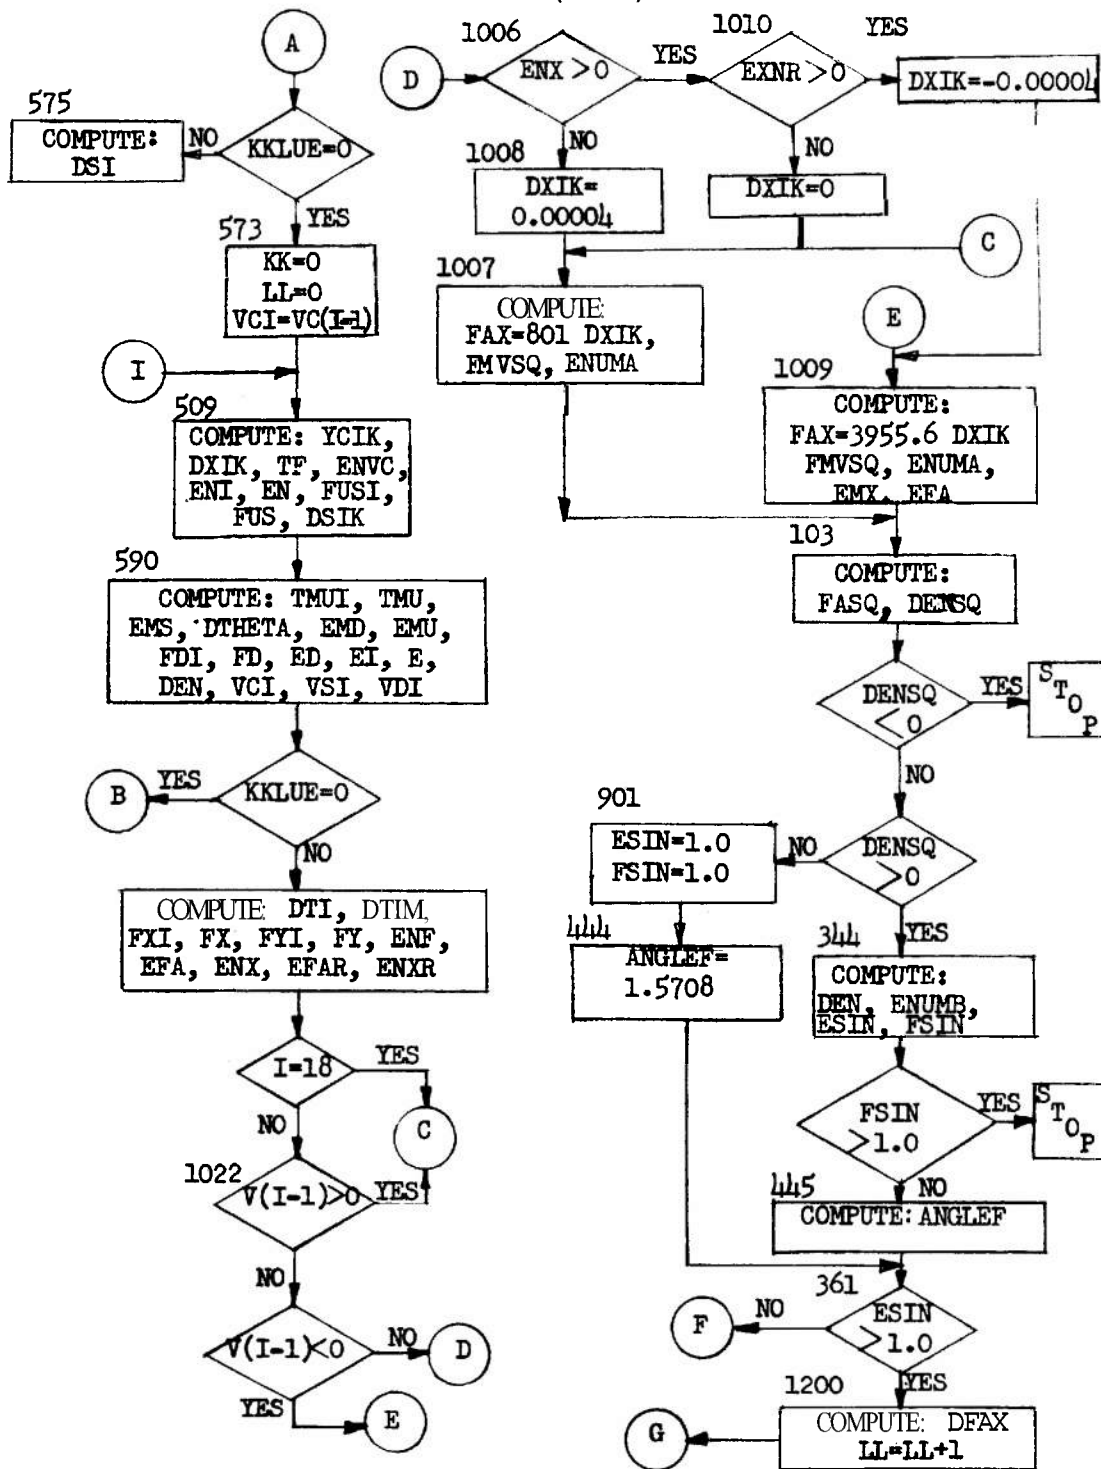 A
575
COMPUTE:
DSI
NO
KKLUE=0
YES
573
KK=0
LL=0
VCI=VC(I-1)
I
509
COMPUTE: YCIK,
DXIK, TF, ENVC,
ENI, EN, FUSI,
FUS, DSIK
590
COMPUTE: TMUI, TMU,
EMS, DTHETA, EMD, EMU,
FDI, FD, ED, EI, E,
DEN, VCI, VSI, VDI
B
YES
KKLUE=0
NO
COMPUTE: DTI, DTIM,
FXI, FX, FYI, FY, ENF,
EFA, ENX, EFAR, ENXR
I=18
YES
NO
C
1022
V(I-1)>0
YES
NO
V(I-1)<0
NO
D
YES
E
D
1006
ENX >0
YES
1010
EXNR >0
YES
DXIK=-0.00004
NO
1008
DXIK=
0.00004
NO
DXIK=0
C
1007
COMPUTE:
FAX=801 DXIK,
FMVSQ, ENUMA
E
1009
COMPUTE:
FAX=3955.6 DXIK
FMVSQ, ENUMA,
EMX, EFA
103
COMPUTE:
FASQ, DENSQ
DENSQ
<0
YES
STOP
NO
901
ESIN=1.0
FSIN=1.0
NO
DENSQ
>0
YES
444
ANGLEF=
1.5708
344
COMPUTE:
DEN, ENUMB,
ESIN, FSIN
FSIN
>1.0
YES
STOP
NO
445
COMPUTE: ANGLEF
361
F
NO
ESIN
>1.0
YES
1200
G
COMPUTE: DFAX
LL=LL+1